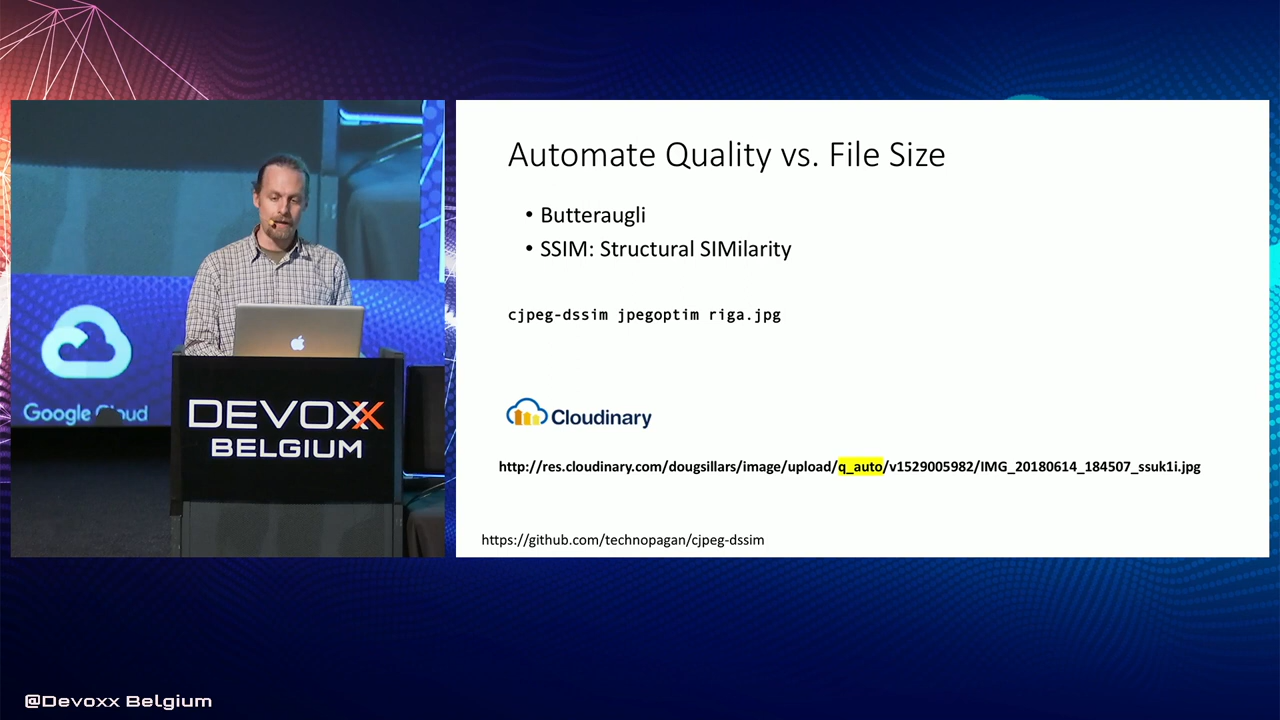 Automate Quality vs. File Size
• Butteraugli
• SSIM: Structural SIMilarity
cjpeg-dssim jpegoptim riga.jpg
Cloudinary
http://res.cloudinary.com/dougsillars/image/upload/q_auto/v1529005982/IMG_20180614_184507_ssuk1i.jpg
https://github.com/technopagan/cjpeg-dssim
Google Cloud
DEVOXX
BELGIUM
@Devoxx Belgium